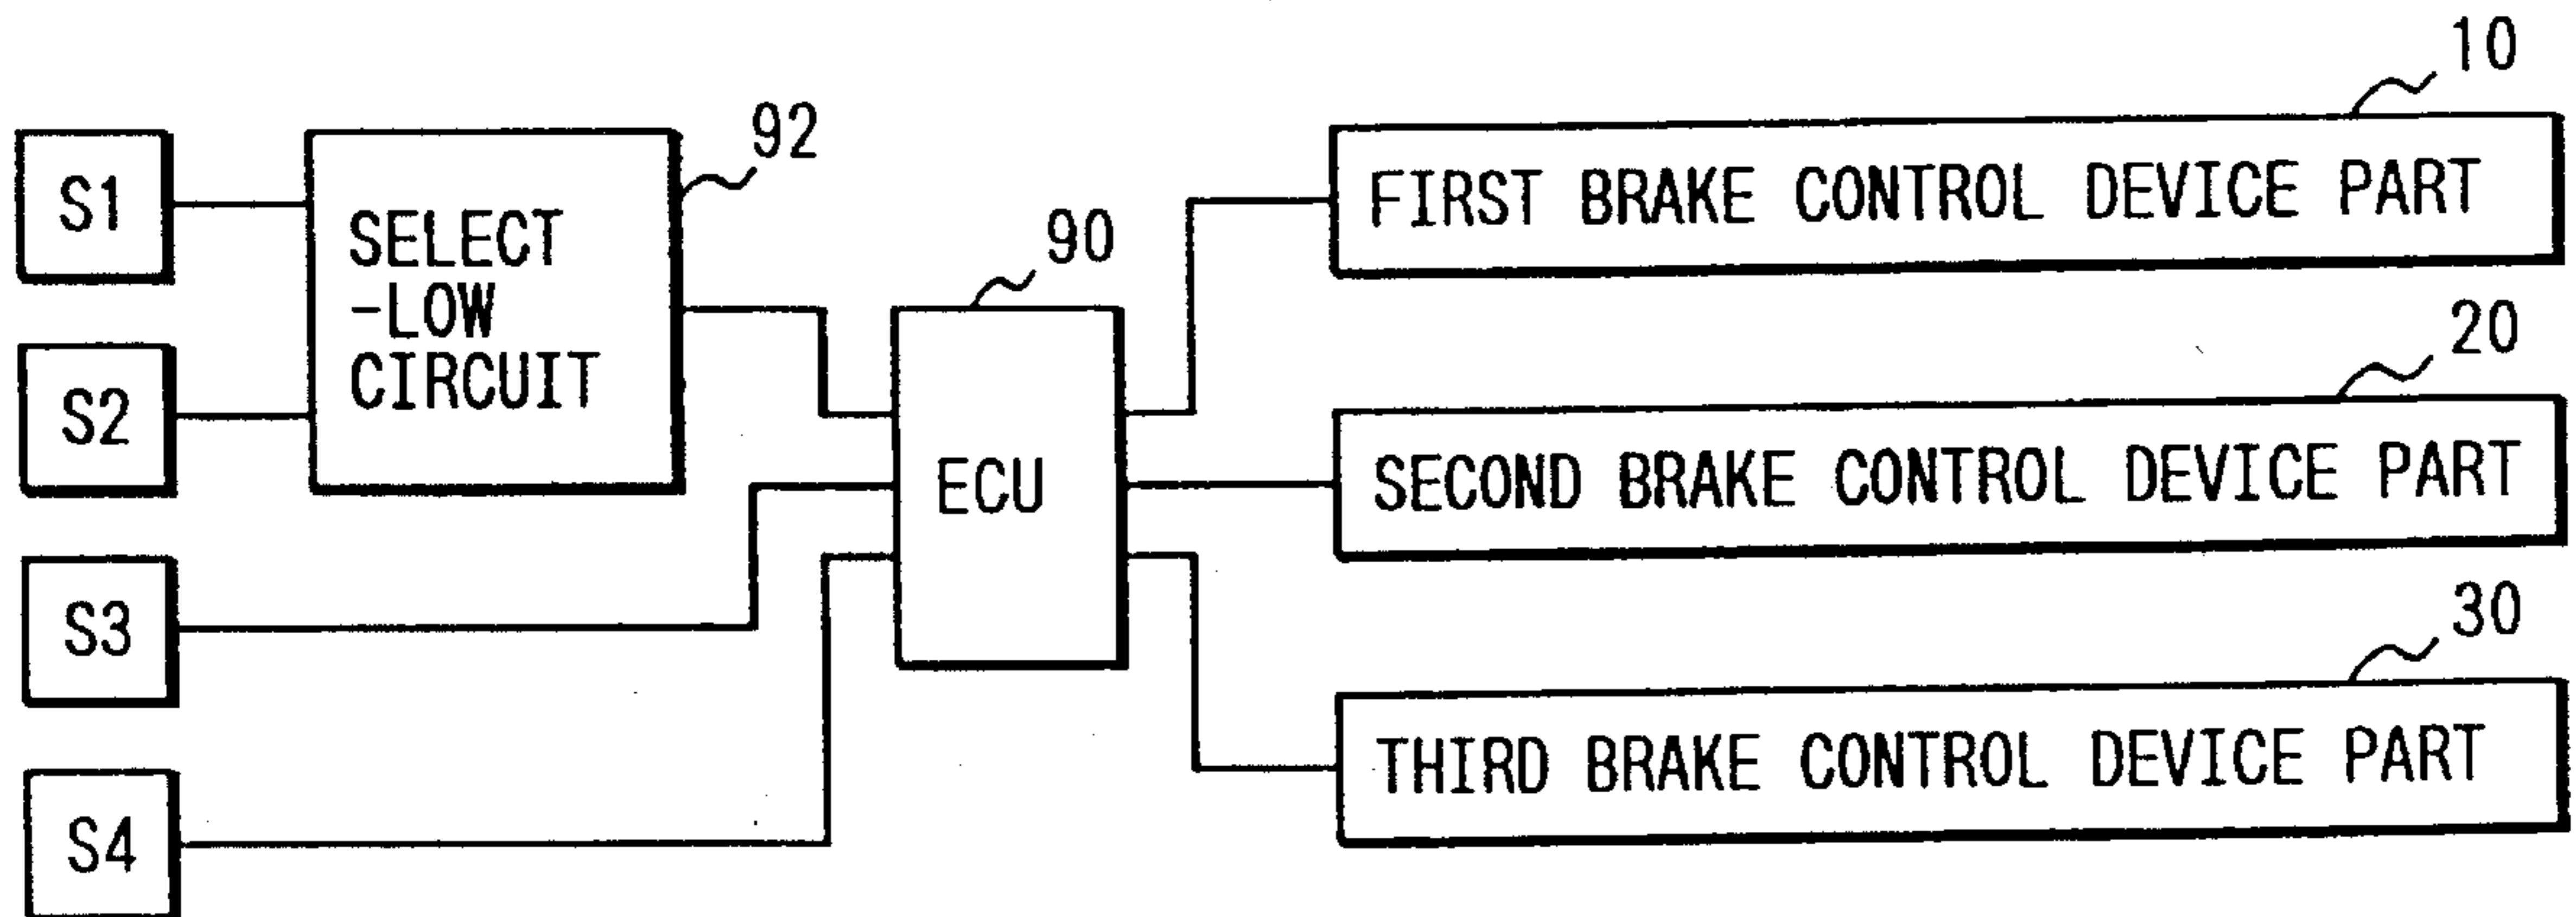 10
FIRST BRAKE CONTROL DEVICE PART
92
S1
SELECT
-LOW
CIRCUIT
S2
90
ECU
20
SECOND BRAKE CONTROL DEVICE PART
S3
30
THIRD BRAKE CONTROL DEVICE PART
S4